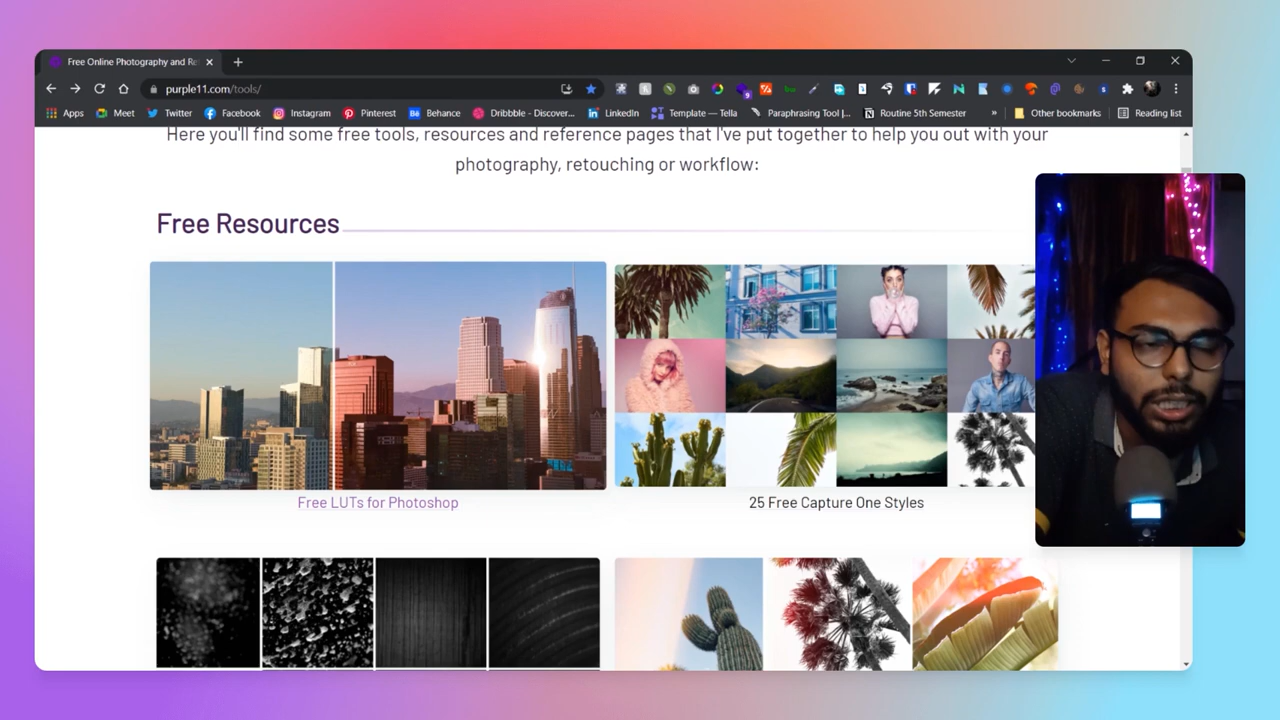 Free Online Photography and Re
purple11.com/tools/
9
Apps
Meet
Twitter
Facebook
Instagram
Pinterest
Behance
Dribbble - Discover...
LinkedIn
Template — Tella
Paraphrasing Tool |...
Routine 5th Semester
»
Other bookmarks
Reading list
Here you'll find some free tools, resources and reference pages that I've put together to help you out with your
photography, retouching or workflow:
Free Resources
Free LUTs for Photoshop
25 Free Capture One Styles